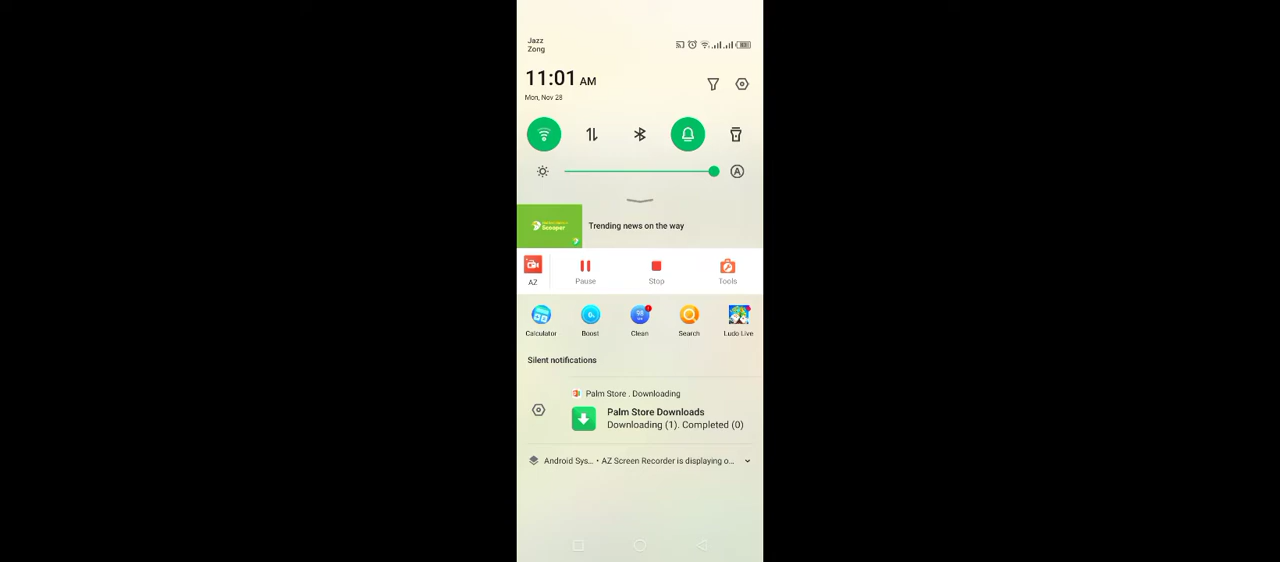 Jazz
Zong
11:01 AM
Mon, Nov 28
Scooper
Trending news on the way
AZ
Pause
Stop
Tools
Calculator
Boost
Clean
Search
Ludo Live
Silent notifications
Palm Store . Downloading
Palm Store Downloads
Downloading (1). Completed (0)
Android Sys... • AZ Screen Recorder is displaying o...